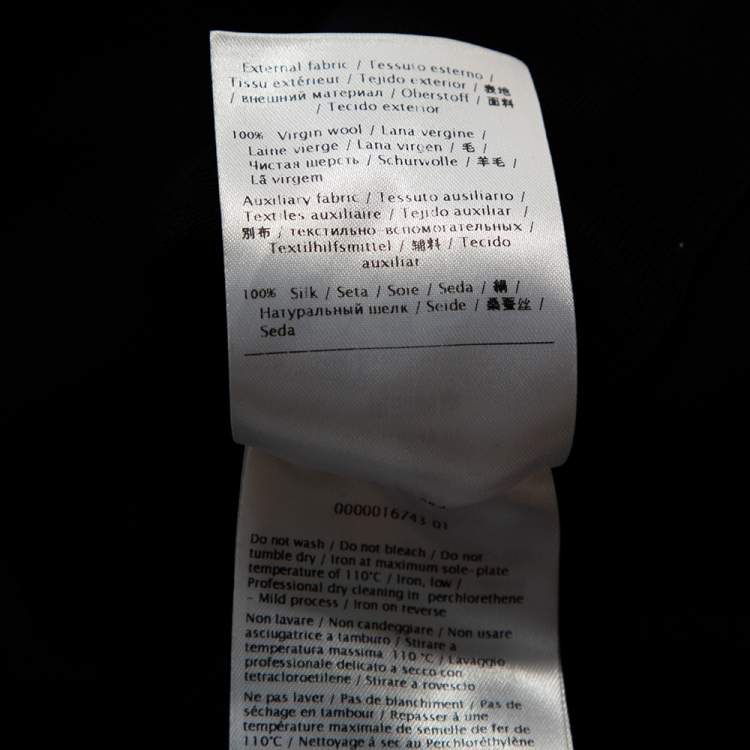 External fabric / Tessuto esterno /
Tissu extérieur / Tejido exterior / 表地
/ внешний материал / Oberstoff / 面料
/ Tecido exterior
100% Virgin wool / Lana vergine /
Laine vierge / Lana virgen / 毛 /
Чистая шерсть / Schurwolle / 羊毛 /
Lã virgem
Auxiliary fabric / Tessuto ausiliario /
Textiles auxiliaire / Tejido auxiliar /
別布 / текстильно-вспомогательных /
Textilhilfsmittel / 辅料 / Tecido
auxiliar
100% Silk / Seta / Soie / Seda / 絹 /
Натуральный шелк / Seide / 桑蚕丝 /
Seda
0000016743 01
Do not wash / Do not bleach / Do not
tumble dry / Iron at maximum sole-plate
temperature of 110°C / Iron, low /
Professional dry cleaning in perchlorethene
- Mild process / Iron on reverse
Non lavare / Non candeggiare / Non usare
asciugatrice a tamburo / Stirare a
temperatura massima 110 °C / Lavaggio
professionale delicato a secco con
tetracloroetilene / Stirare a rovescio
Ne pas laver / Pas de blanchiment / Pas de
séchage en tambour / Repasser à une
température maximale de semelle de fer de
110°C / Nettoyage à sec au Perchloréthylène